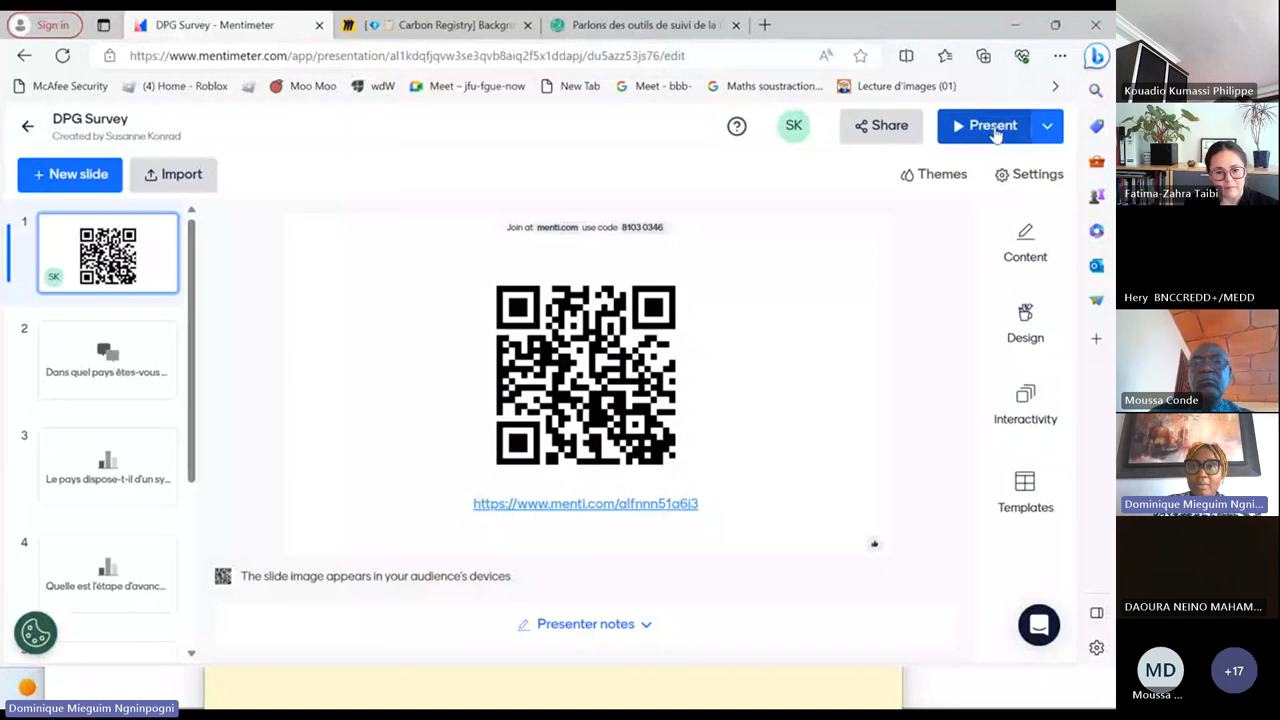 Sign in
DPG Survey - Mentimeter
Carbon Registry] Backgr
Parlons des outils de suivi de la
https://www.mentimeter.com/app/presentation/al1kdqfjqvw3se3qvb8aiq2f5x1ddapj/du5azz53js76/edit
McAfee Security
(4) Home - Roblox
Moo Moo
wdW
Meet – jfu-fgue-now
New Tab
Meet - bbb-
Maths soustraction...
Lecture d'images (01)
DPG Survey
Created by Susanne Konrad
SK
Share
Present
+ New slide
Import
Themes
Settings
1
SK
2
Dans quel pays êtes-vous ...
3
Le pays dispose-t-il d'un sy...
4
Quelle est l'étape d'avanc...
Join at menti.com use code 8103 0346
https://www.menti.com/alfnnn51a6i3
The slide image appears in your audience's devices
Presenter notes
Content
Design
Interactivity
Templates
Kouadio Kumassi Philippe
Fatima-Zahra Taibi
Hery BNCCREDD+/MEDD
Moussa Conde
Dominique Mieguim Ngni...
DAOURA NEINO MAHAM...
MD
Moussa ...
+17
Dominique Mieguim Ngninpogni